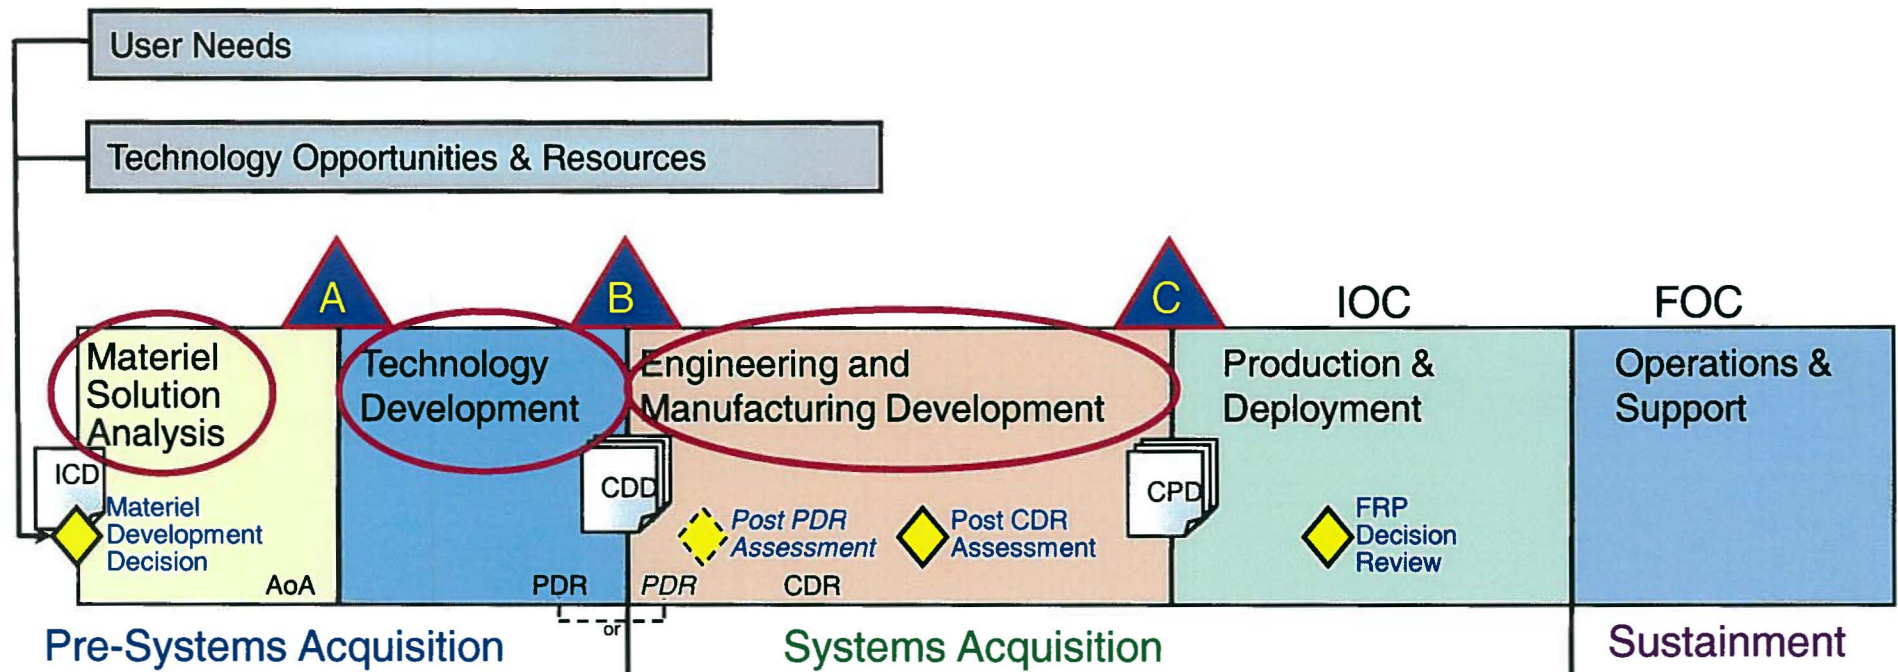 User Needs
Technology Opportunities & Resources
A
B
C
IOC
FOC
Materiel
Solution
Analysis
Technology
Development
Engineering and
Manufacturing Development
Production &
Deployment
Operations &
Support
ICD
CDD
CPD
Materiel
Development
Decision
Post PDR
Assessment
Post CDR
Assessment
FRP
Decision
Review
AoA
PDR
PDR
CDR
or
Pre-Systems Acquisition
Systems Acquisition
Sustainment